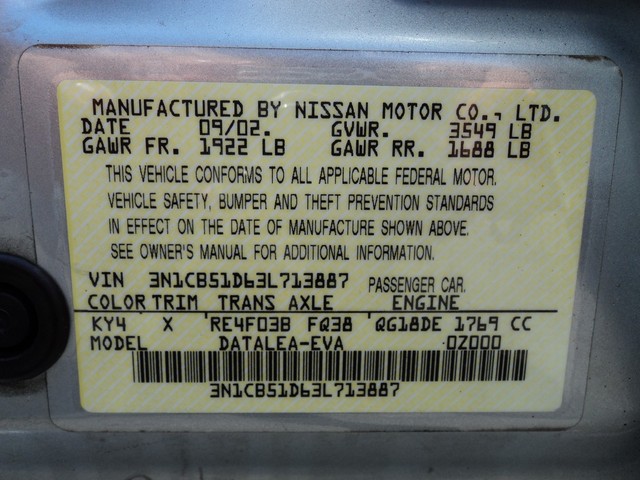 MANUFACTURED BY NISSAN MOTOR CO., LTD.
DATE 09/02. GVWR. 3549 LB
GAWR FR. 1922 LB GAWR RR. 1688 LB
THIS VEHICLE CONFORMS TO ALL APPLICABLE FEDERAL MOTOR.
VEHICLE SAFETY, BUMPER AND THEFT PREVENTION STANDARDS
IN EFFECT ON THE DATE OF MANUFACTURE SHOWN ABOVE.
SEE OWNER'S MANUAL FOR ADDITIONAL INFORMATION.
VIN 3N1CB51D63L713887 PASSENGER CAR.
COLOR TRIM TRANS AXLE ENGINE
KY4 X RE4F03B FQ38 QG18DE 1769 CC
MODEL DATALEA-EVA 0Z000
3N1CB51D63L713887